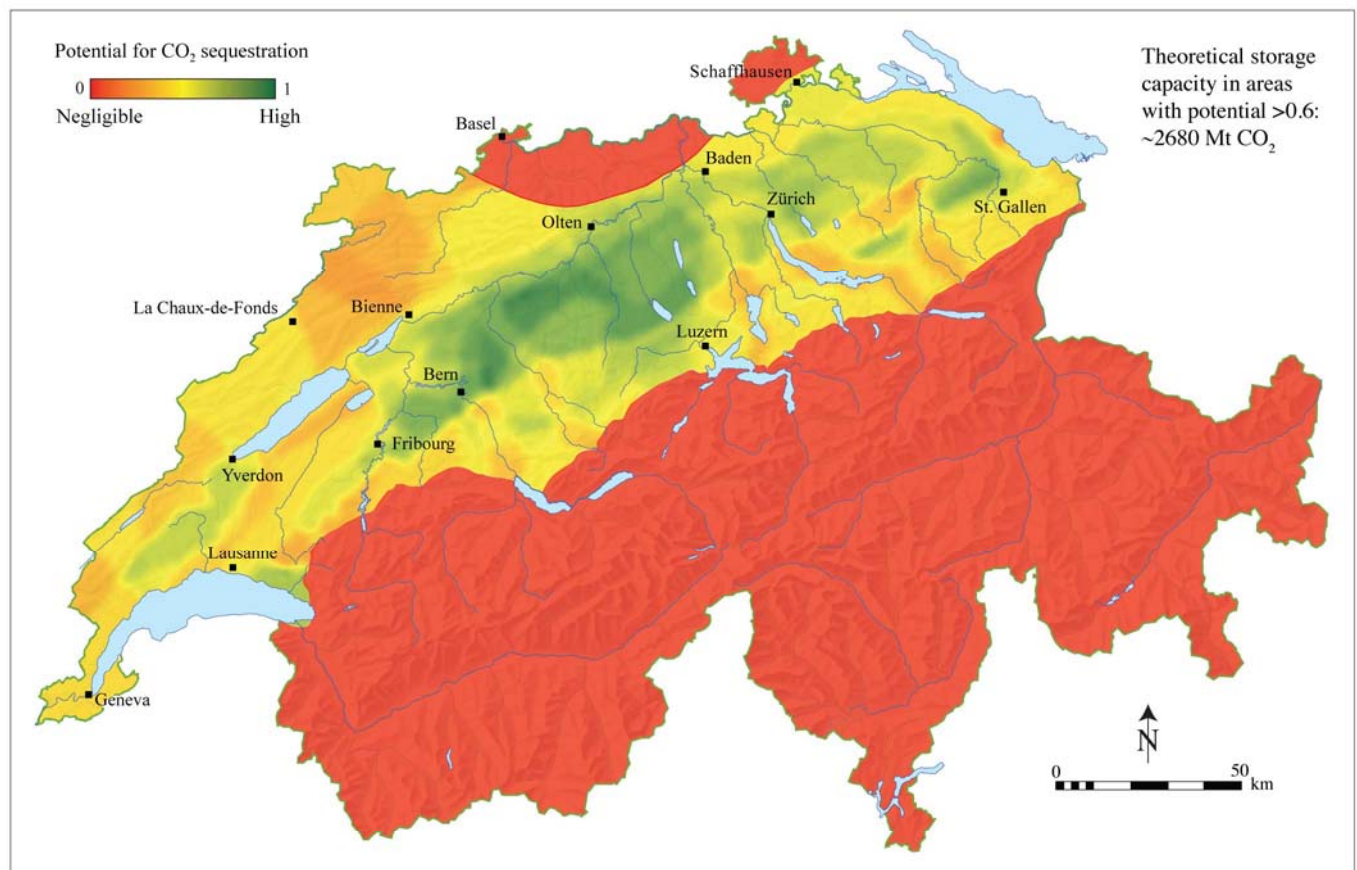 Potential for CO₂ sequestration
0 1
Negligible High
Theoretical storage
capacity in areas
with potential >0.6:
~2680 Mt CO₂
Schaffhausen
Basel
Baden
Zürich
St. Gallen
Olten
La Chaux-de-Fonds
Bienne
Luzern
Bern
Fribourg
Yverdon
Lausanne
Geneva
N
0 50
km